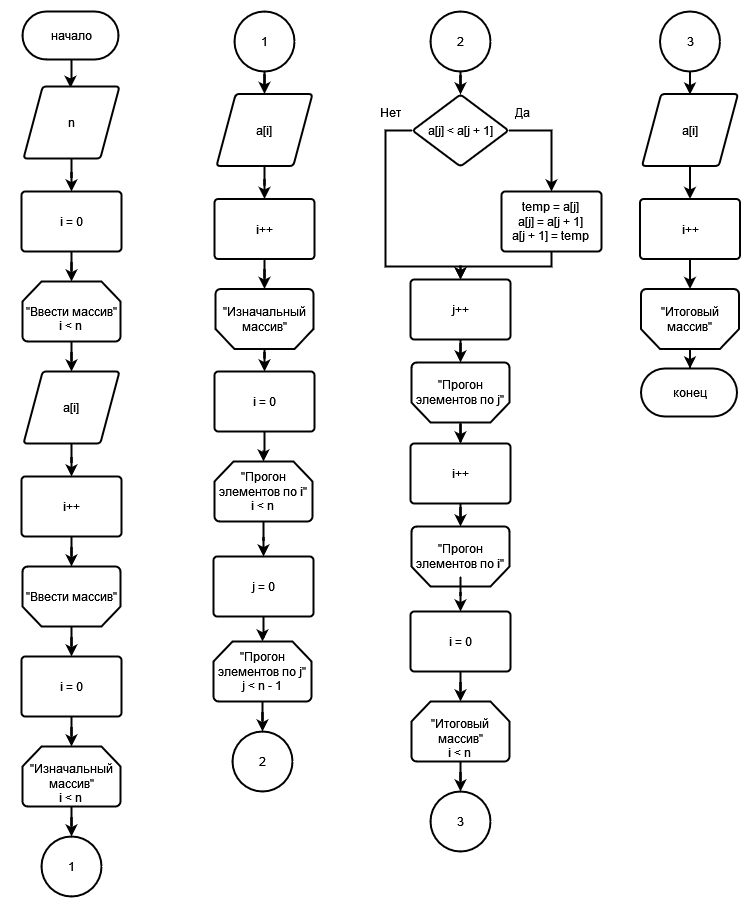 начало
n
i = 0
"Ввести массив"
i < n
a[i]
i++
"Ввести массив"
i = 0
"Изначальный
массив"
i < n
1
1
a[i]
i++
"Изначальный
массив"
i = 0
"Прогон
элементов по i"
i < n
j = 0
"Прогон
элементов по j"
j < n - 1
2
2
Нет
a[j] < a[j + 1]
Да
temp = a[j]
a[j] = a[j + 1]
a[j + 1] = temp
j++
"Прогон
элементов по j"
i++
"Прогон
элементов по i"
i = 0
"Итоговый
массив"
i < n
3
3
a[i]
i++
"Итоговый
массив"
конец